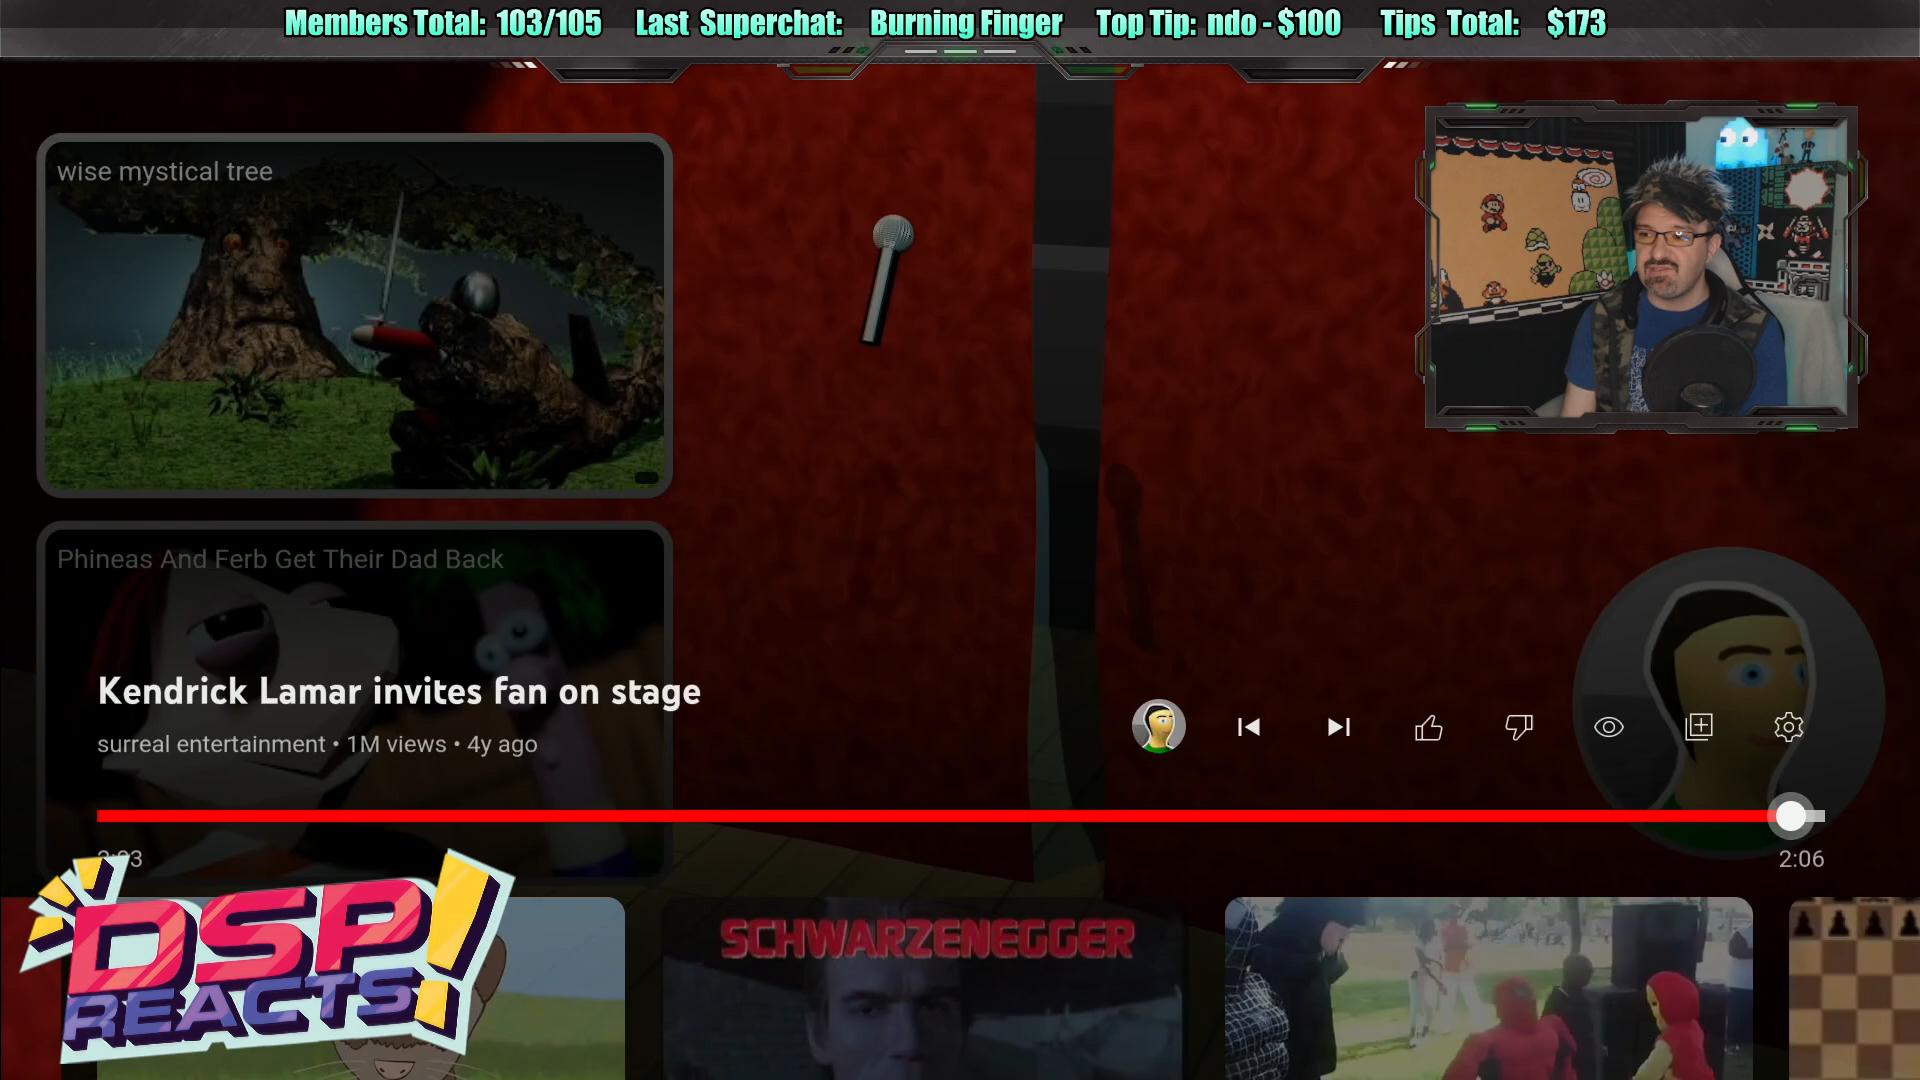 Members Total: 103/105 Last Superchat: Burning Finger Top Tip: ndo - $100 Tips Total: $173
wise mystical tree
Phineas And Ferb Get Their Dad Back
Kendrick Lamar invites fan on stage
surreal entertainment • 1M views • 4y ago
2:03
2:06
DSP!
REACTS
SCHWARZENEGGER